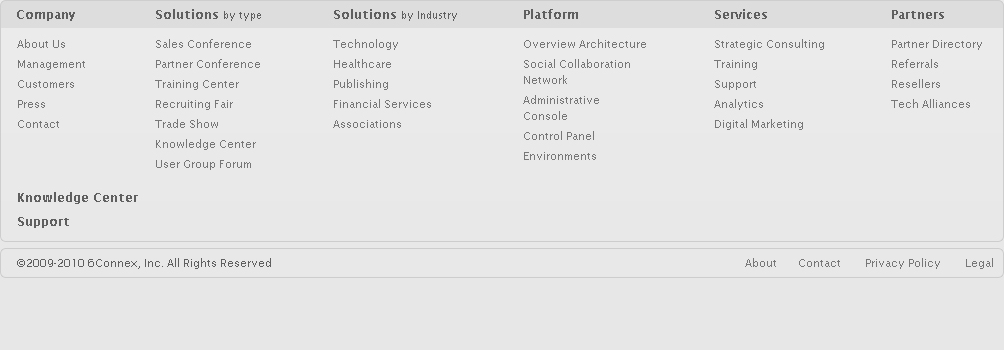 Company
About Us
Management
Customers
Press
Contact
Solutions by type
Sales Conference
Partner Conference
Training Center
Recruiting Fair
Trade Show
Knowledge Center
User Group Forum
Solutions by Industry
Technology
Healthcare
Publishing
Financial Services
Associations
Platform
Overview Architecture
Social Collaboration
Network
Administrative
Console
Control Panel
Environments
Services
Strategic Consulting
Training
Support
Analytics
Digital Marketing
Partners
Partner Directory
Referrals
Resellers
Tech Alliances
Knowledge Center
Support
©2009-2010 6Connex, Inc. All Rights Reserved
About Contact Privacy Policy Legal